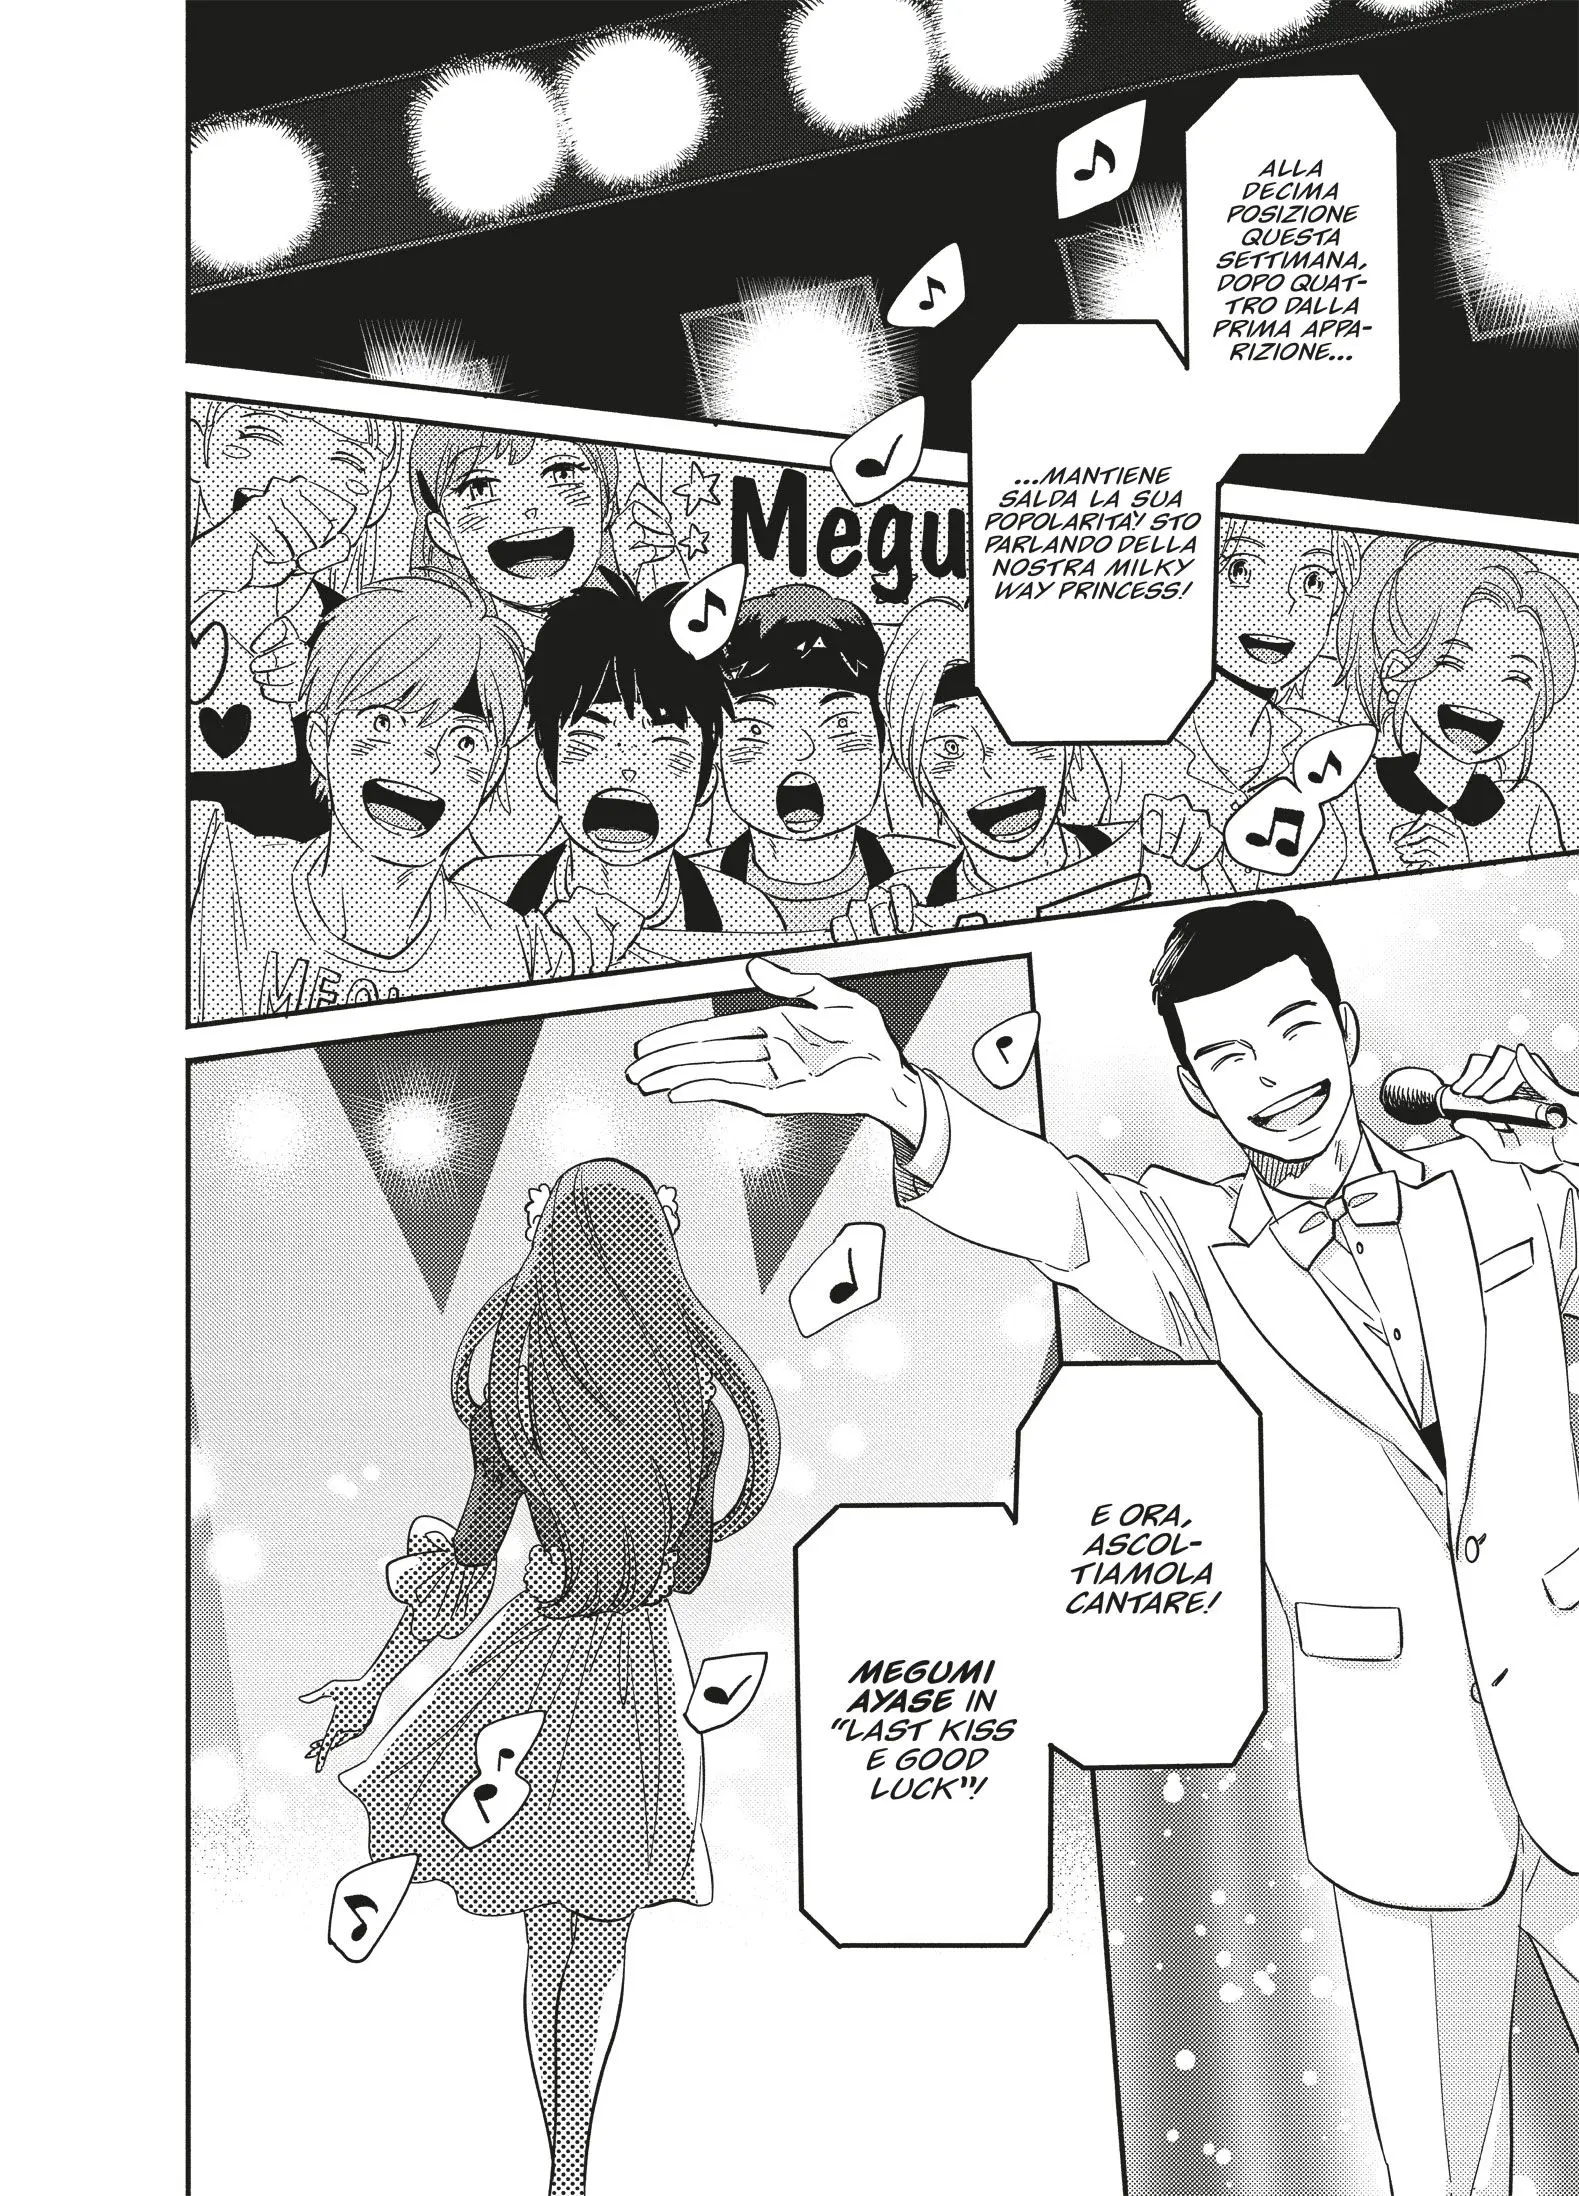 ALLA
DECIMA
POSIZIONE
QUESTA
SETTIMANA,
DOPO QUAT-
TRO DALLA
PRIMA APPA-
RIZIONE...
...MANTIENE
SALDA LA SUA
POPOLARITÀ! STO
PARLANDO DELLA
NOSTRA MILKY
WAY PRINCESS!
Megu
MEGU
E ORA,
ASCOL-
TIAMOLA
CANTARE!
MEGUMI
AYASE IN
"LAST KISS
E GOOD
LUCK"!